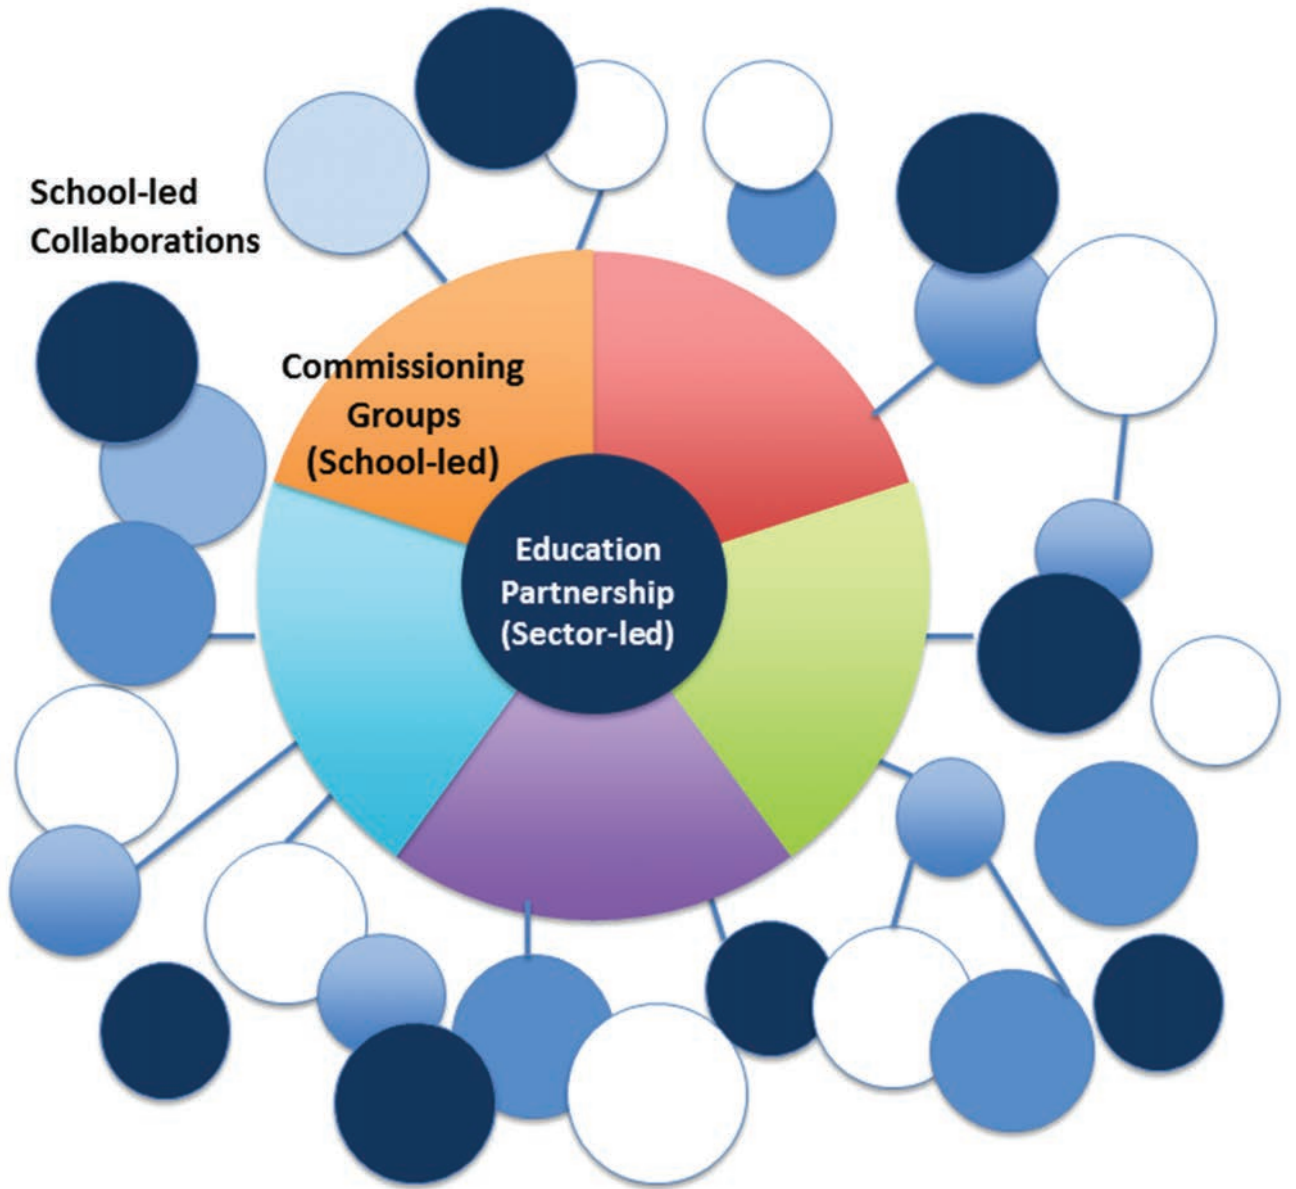 School-led
Collaborations
Commissioning
Groups
(School-led)
Education
Partnership
(Sector-led)